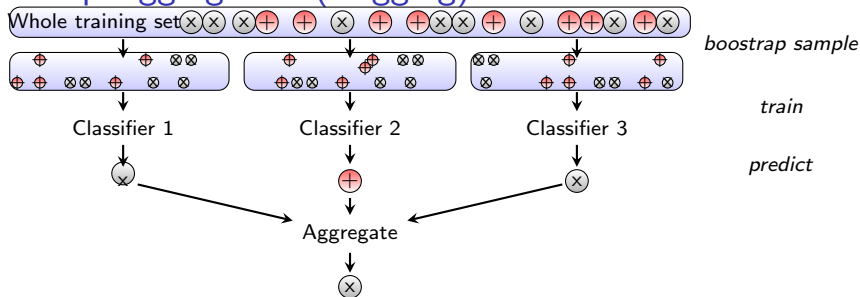 Whole training set x x x + + x + + x x + x + + x + x
boostrap sample
train
Classifier 1 Classifier 2 Classifier 3
predict
x + x
Aggregate
x